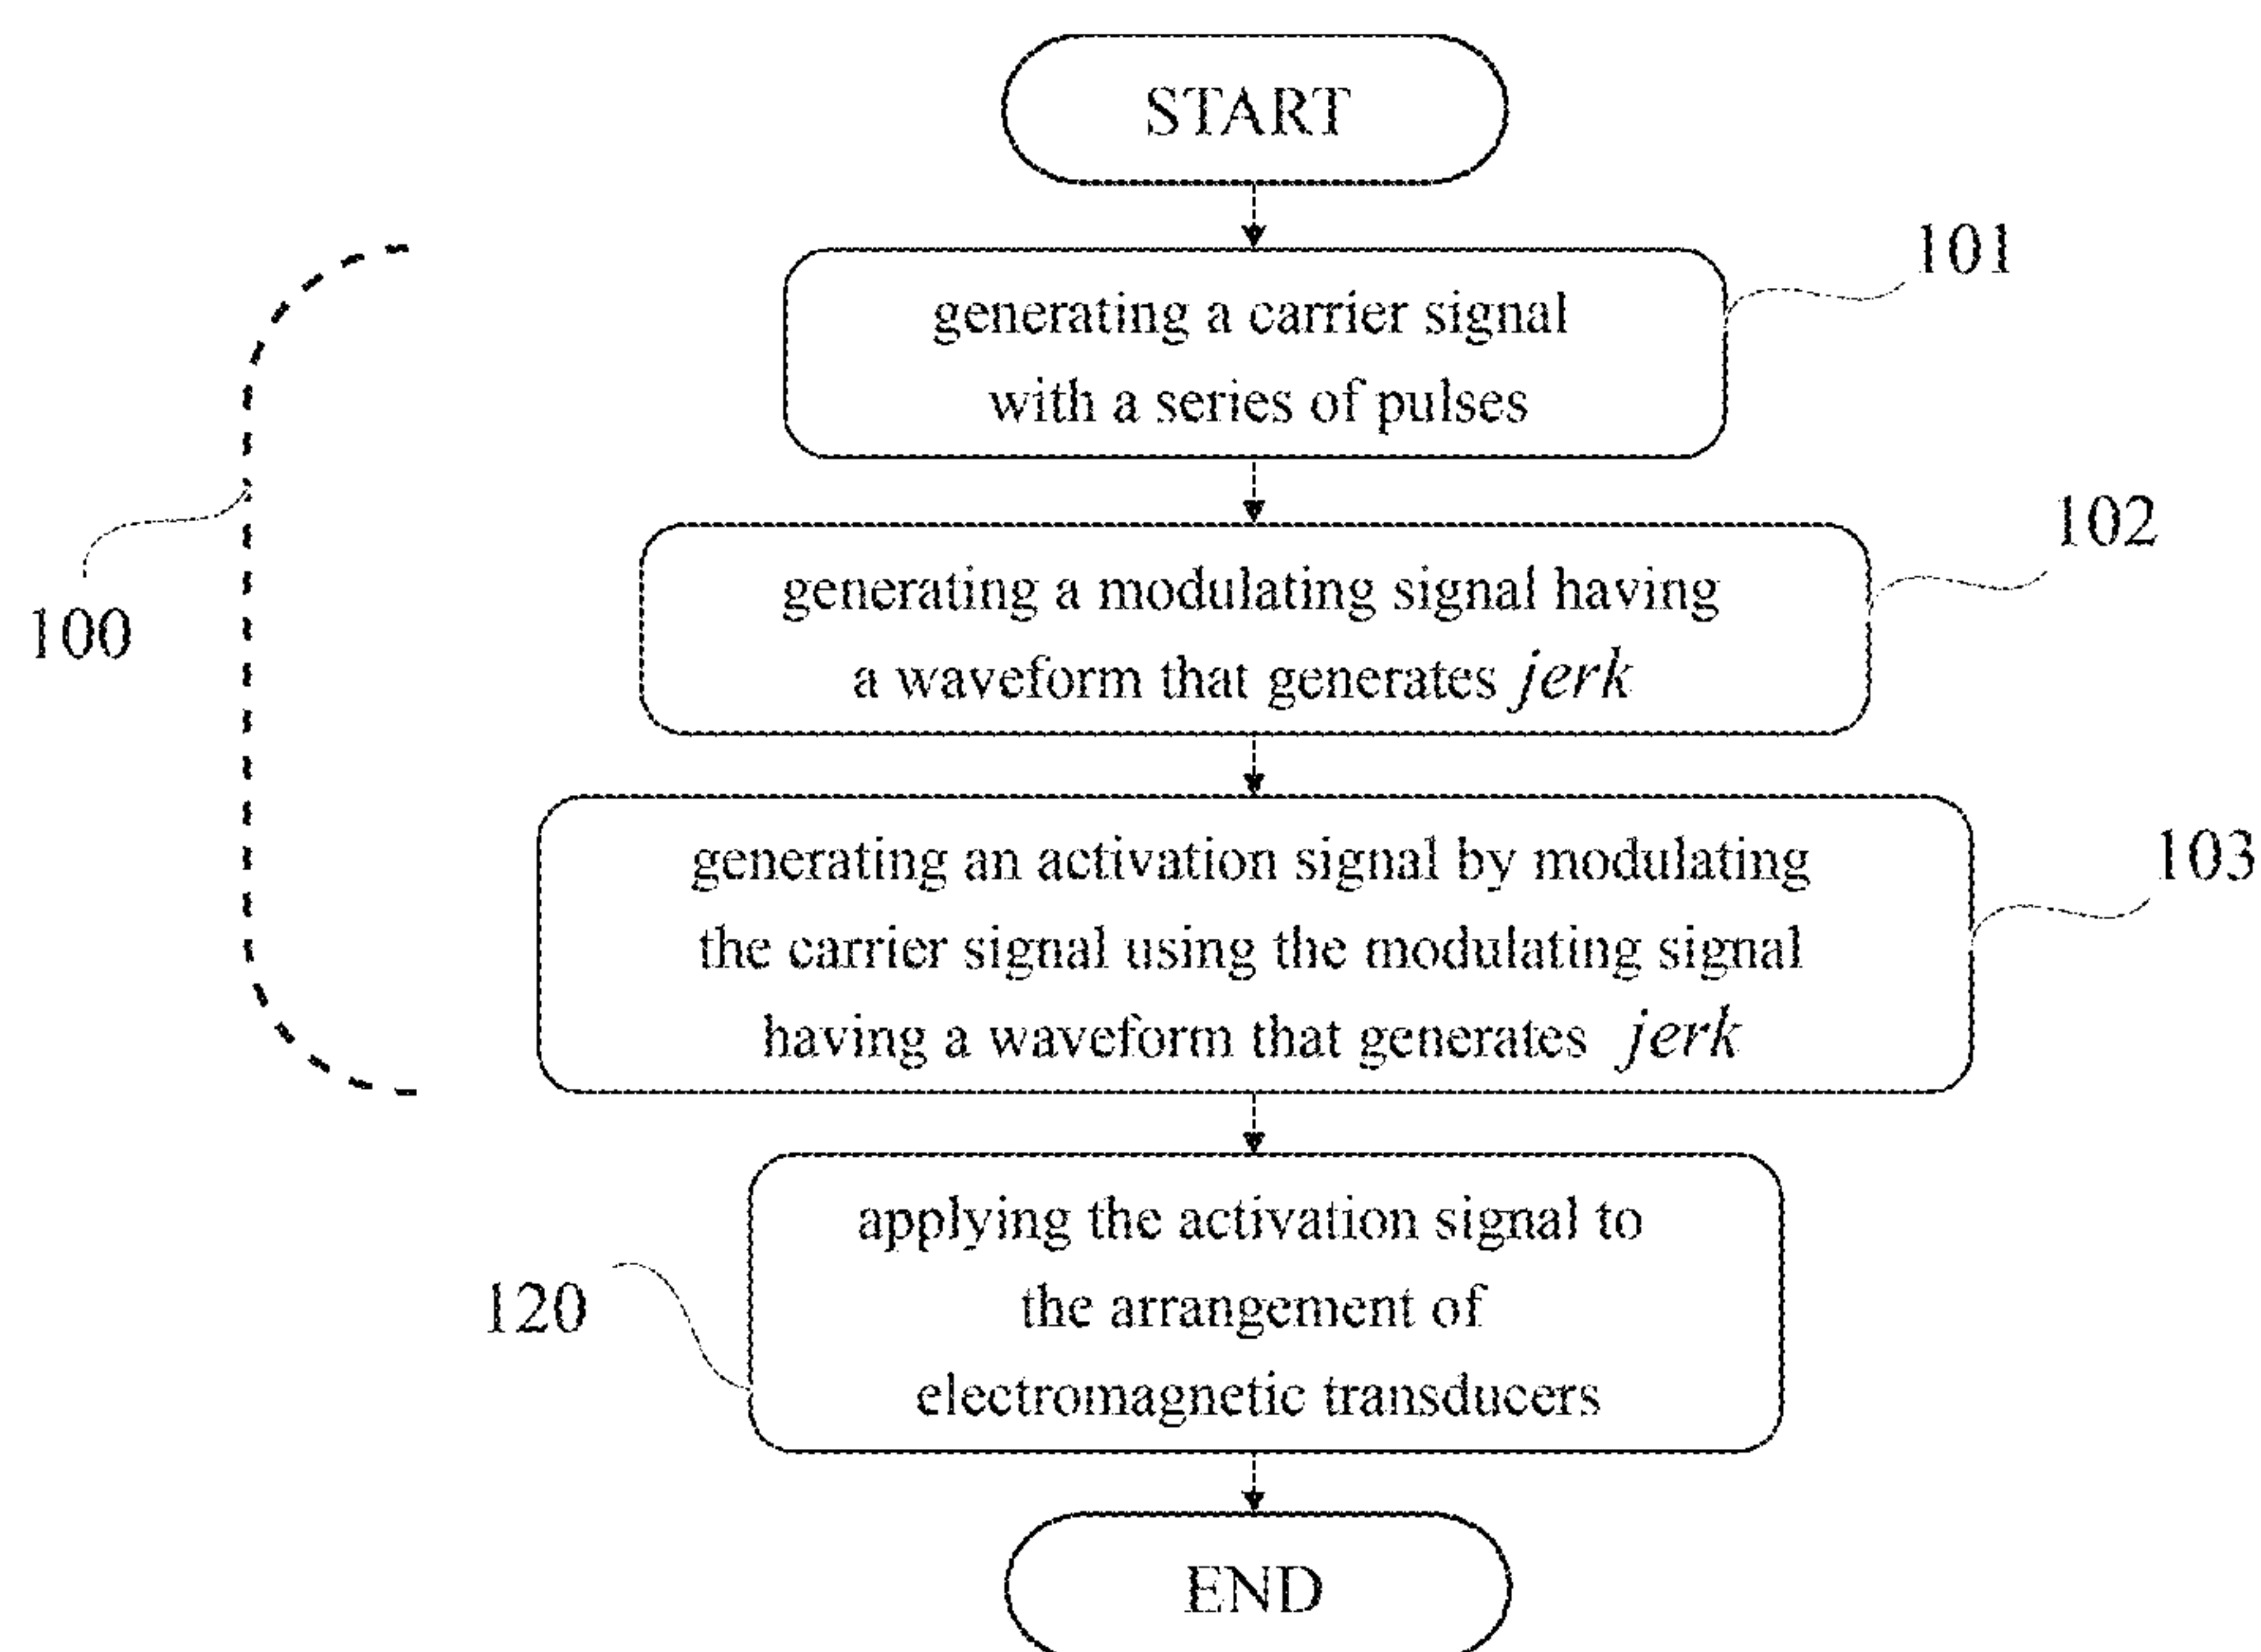 START
101
generating a carrier signal
with a series of pulses
102
generating a modulating signal having
a waveform that generates jerk
100
103
generating an activation signal by modulating
the carrier signal using the modulating signal
having a waveform that generates jerk
applying the activation signal to
120
the arrangement of
electromagnetic transducers
END